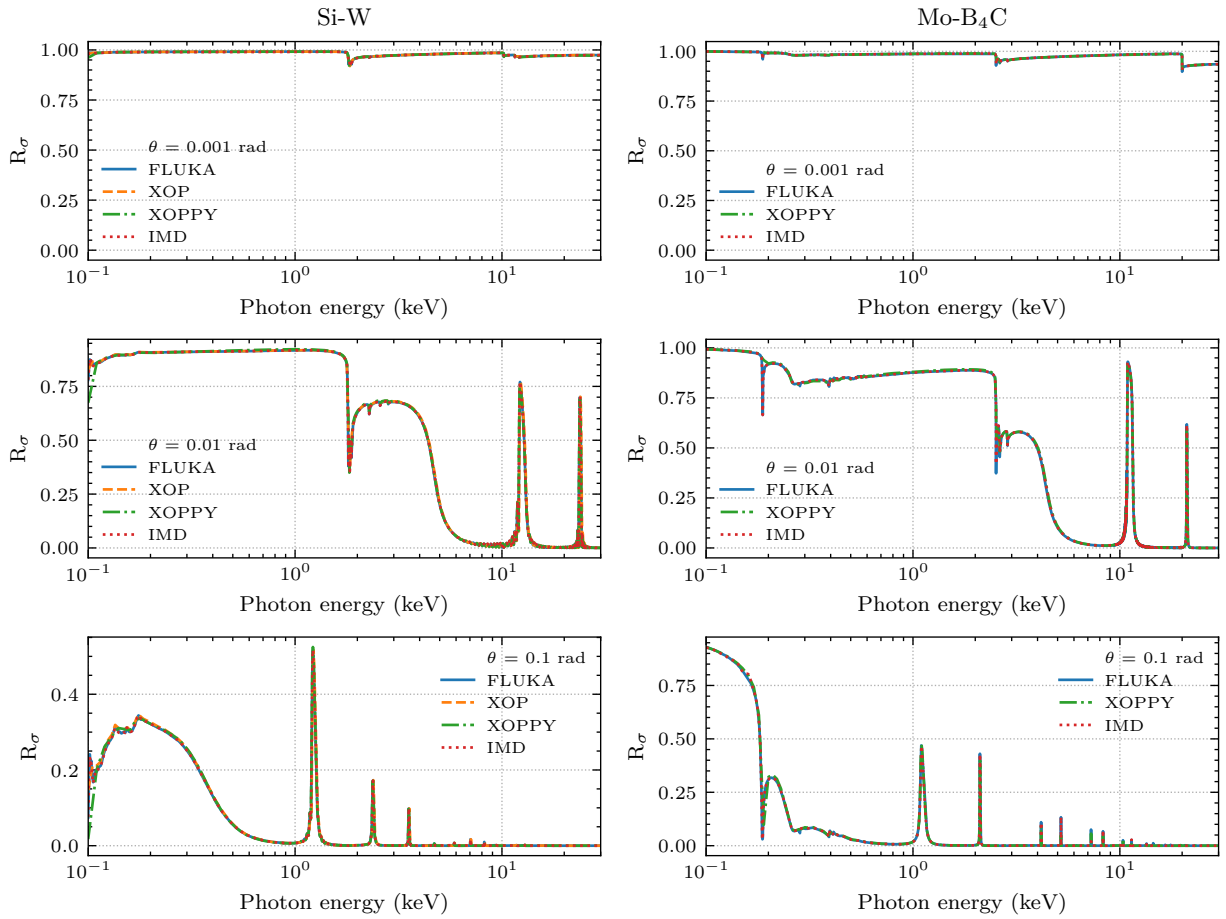 Si-W
R_σ
1.00
0.75
0.50
0.25
0.00
θ = 0.001 rad
FLUKA
XOP
XOPPY
IMD
10⁻¹
10⁰
10¹
Photon energy (keV)
Mo-B₄C
R_σ
1.00
0.75
0.50
0.25
0.00
θ = 0.001 rad
FLUKA
XOPPY
IMD
10⁻¹
10⁰
10¹
Photon energy (keV)
R_σ
0.75
0.50
0.25
0.00
θ = 0.01 rad
FLUKA
XOP
XOPPY
IMD
10⁻¹
10⁰
10¹
Photon energy (keV)
R_σ
1.00
0.75
0.50
0.25
0.00
θ = 0.01 rad
FLUKA
XOPPY
IMD
10⁻¹
10⁰
10¹
Photon energy (keV)
R_σ
0.4
0.2
0.0
θ = 0.1 rad
FLUKA
XOP
XOPPY
IMD
10⁻¹
10⁰
10¹
Photon energy (keV)
R_σ
0.75
0.50
0.25
0.00
θ = 0.1 rad
FLUKA
XOPPY
IMD
10⁻¹
10⁰
10¹
Photon energy (keV)